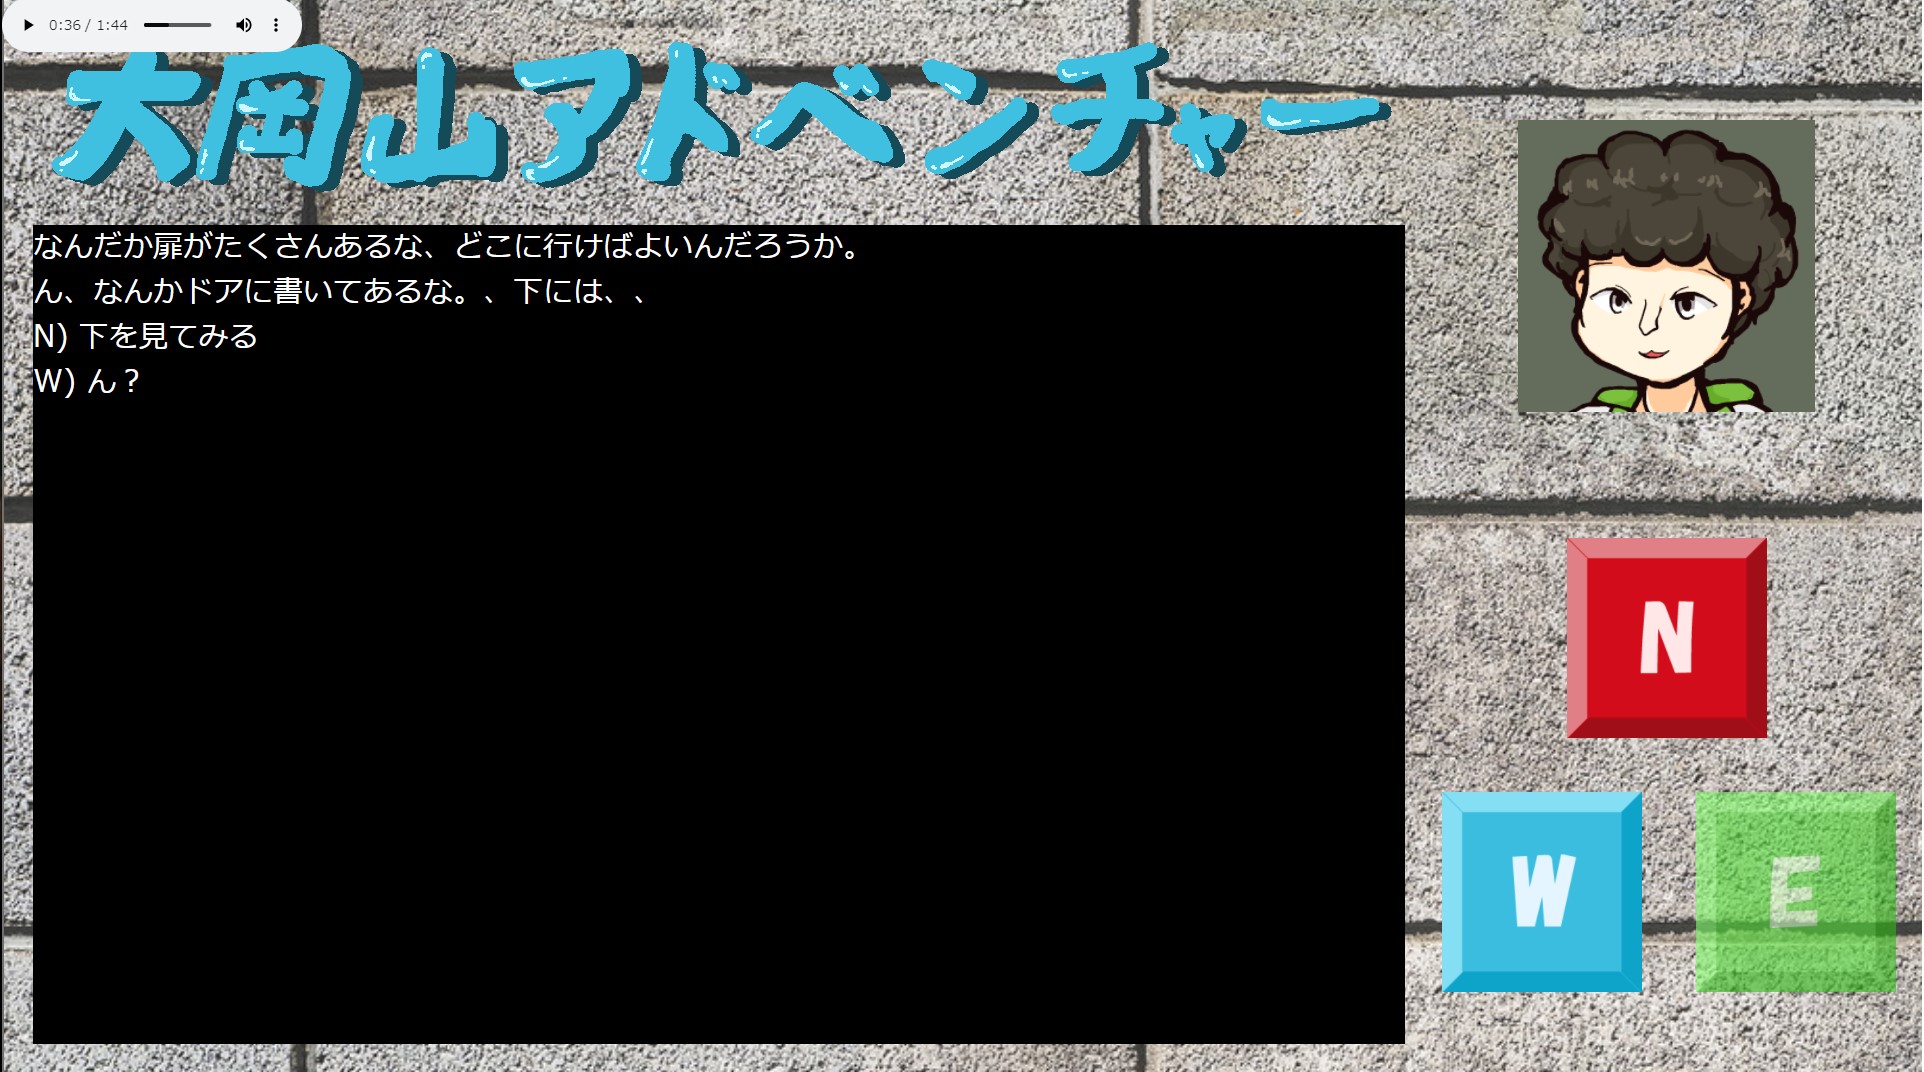 0:36 / 1:44
大岡山アドベンチャー
なんだか扉がたくさんあるな、どこに行けばよいんだろうか。
ん、なんかドアに書いてあるな。、下には、、
N) 下を見てみる
W) ん？
N
W
E